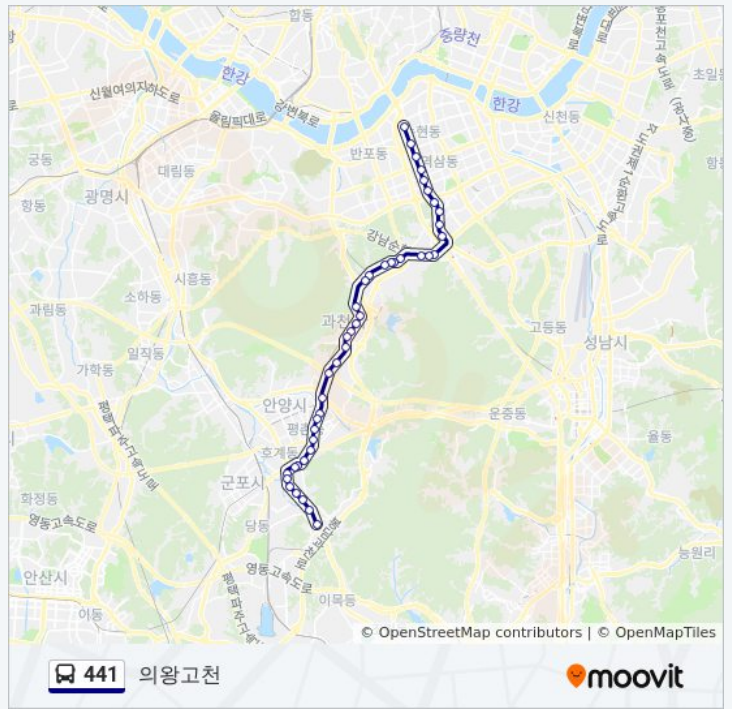 합동
중랑천
한강
신월여의지하도로
강변북로
올림픽대로
한강
초일동
신천동
현동
반포동
역삼동
궁동
대림동
광명시
항동
강남순
시흥동
소하동
과림동
과천
고등동
성남시
일직동
가학동
안양시
운중동
평촌동
호계동
율동
군포시
화정동
영동고속도로
당동
능원리
영동고속도로
안산시
이목동
어동
© OpenStreetMap contributors | © OpenMapTiles
441 의왕고천
moovit